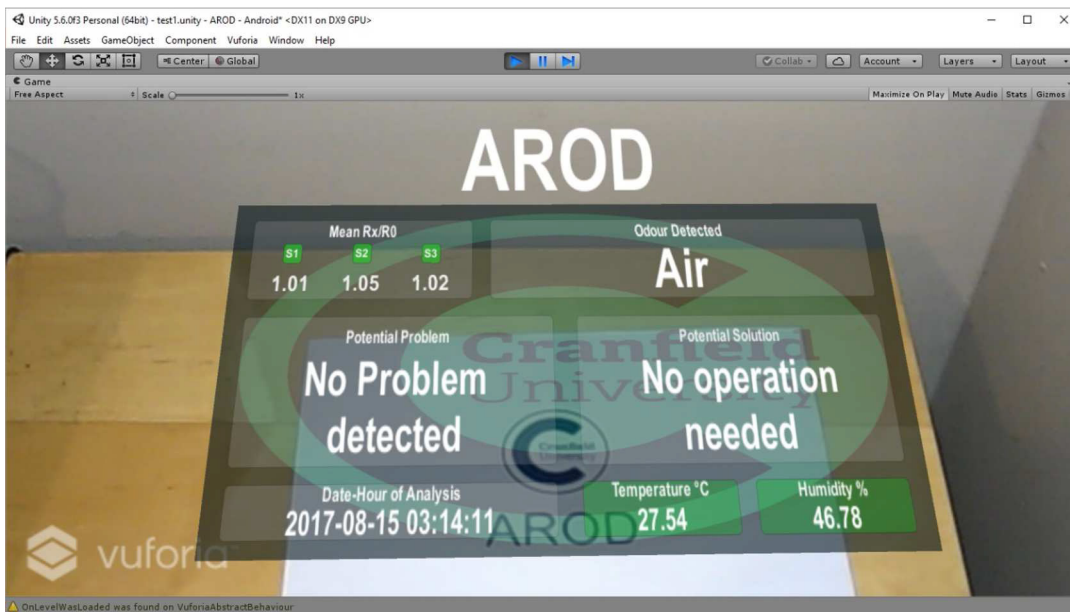 Unity 5.6.0f3 Personal (64bit) - test1.unity - AROD - Android* <DX11 on DX9 GPU>
File Edit Assets GameObject Component Vuforia Window Help
Center Global Collab Account Layers Layout
Game
Free Aspect Scale 1x Maximize On Play Mute Audio Stats Gizmos
AROD
Mean Rx/R0
S1 S2 S3
1.01 1.05 1.02
Odour Detected
Air
Potential Problem
No Problem
detected
Potential Solution
No operation
needed
Cranfield
University
Cranfield
University
AROD
Date-Hour of Analysis
2017-08-15 03:14:11
Temperature °C
27.54
Humidity %
46.78
vuforia™
OnLevelWasLoaded was found on VuforiaAbstractBehaviour